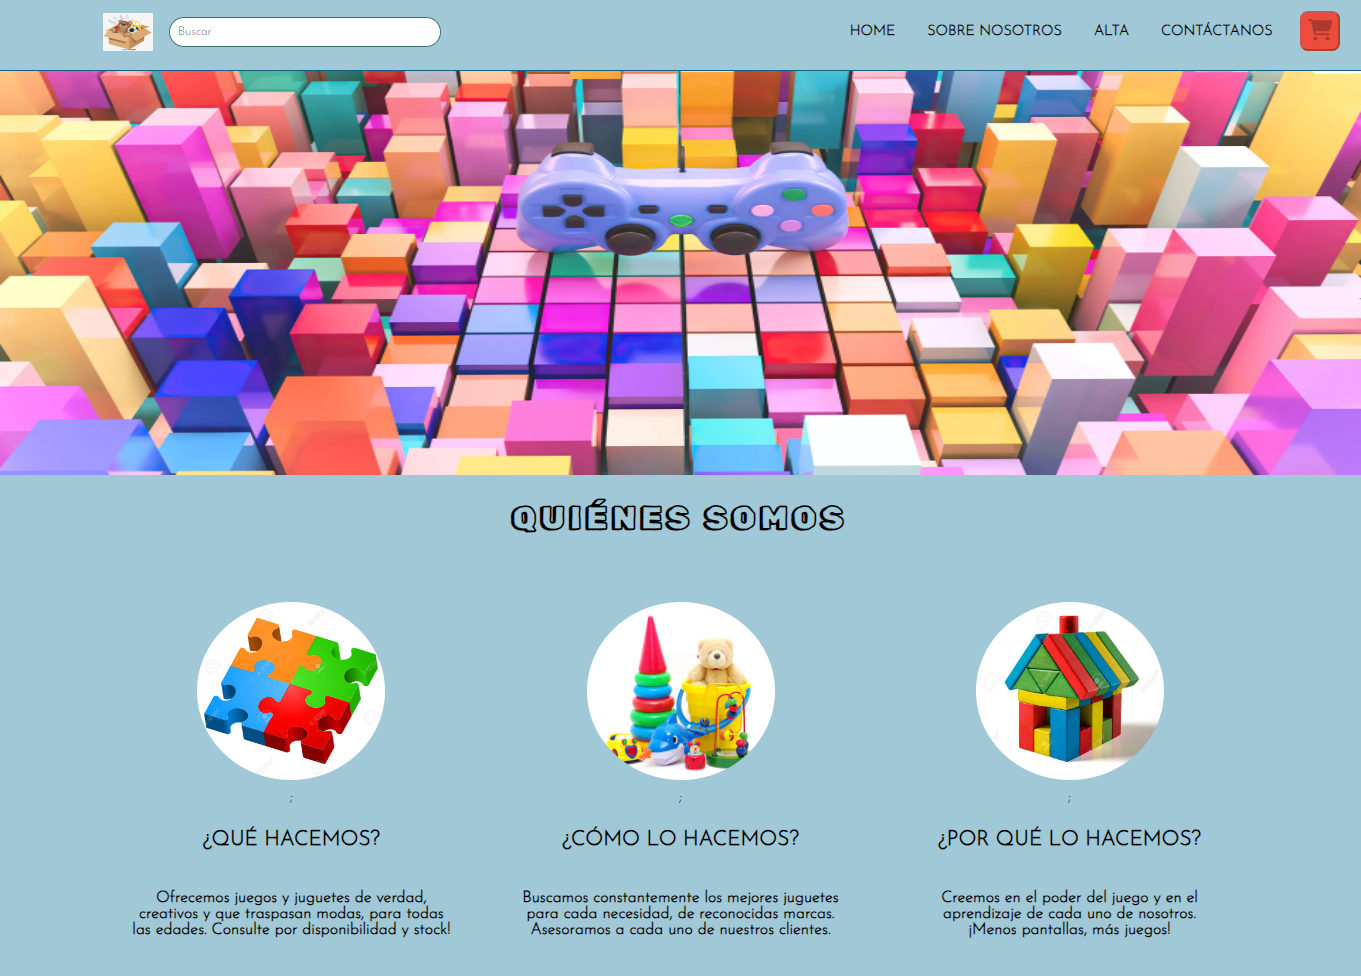 Buscar
HOME
SOBRE NOSOTROS
ALTA
CONTÁCTANOS
QUIÉNES SOMOS
;
¿QUÉ HACEMOS?
Ofrecemos juegos y juguetes de verdad,
creativos y que traspasan modas, para todas
las edades. Consulte por disponibilidad y stock!
;
¿CÓMO LO HACEMOS?
Buscamos constantemente los mejores juguetes
para cada necesidad, de reconocidas marcas.
Asesoramos a cada uno de nuestros clientes.
;
¿POR QUÉ LO HACEMOS?
Creemos en el poder del juego y en el
aprendizaje de cada uno de nosotros.
¡Menos pantallas, más juegos!